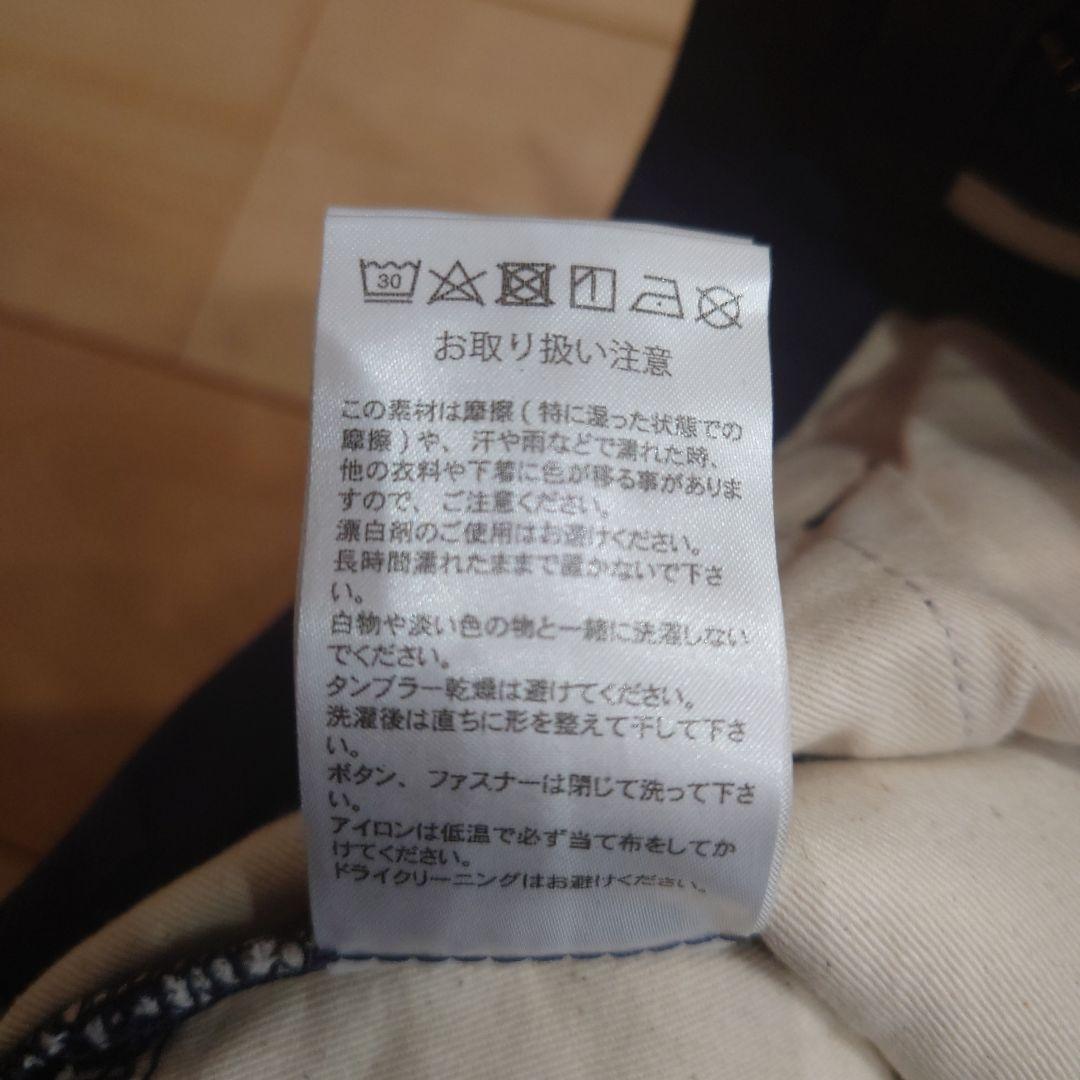 30
お取り扱い注意
この素材は摩擦(特に湿った状態での
摩擦)や、汗や雨などで濡れた時、
他の衣料や下着に色が移る事がありま
すので、ご注意ください。
漂白剤のご使用はお避けください。
長時間濡れたままで置かないで下さ
い。
白物や淡い色の物と一緒に洗濯しない
でください。
タンブラー乾燥は避けてください。
洗濯後は直ちに形を整えて干して下さ
い。
ボタン、ファスナーは閉じて洗って下さ
い。
アイロンは低温で必ず当て布をしてか
けてください。
ドライクリーニングはお避けください。